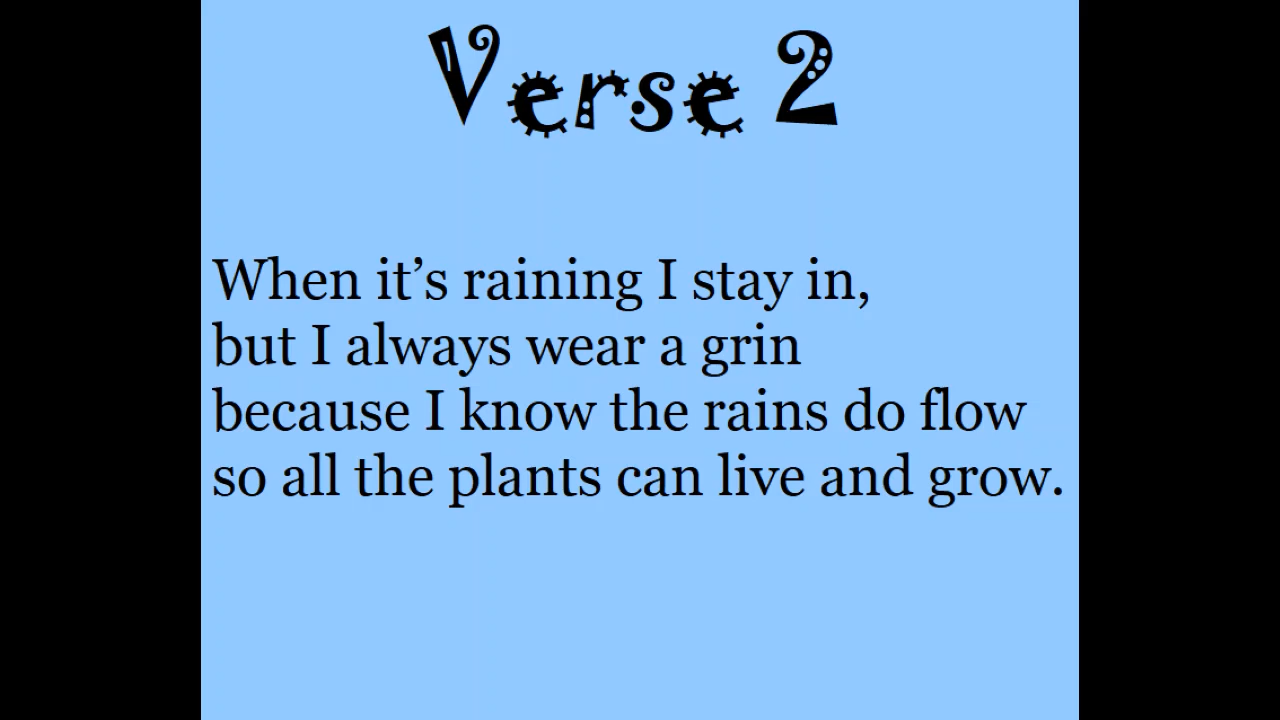 Verse 2
When it’s raining I stay in,
but I always wear a grin
because I know the rains do flow
so all the plants can live and grow.